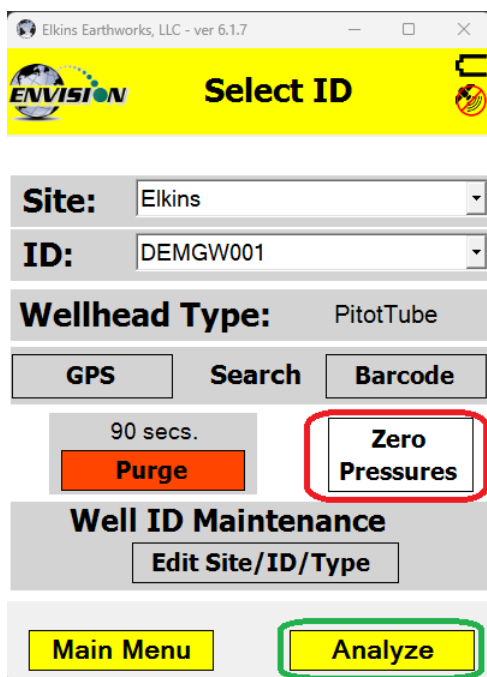 Elkins Earthworks, LLC - ver 6.1.7
ENVISION
Select ID
Site: Elkins
ID: DEMGW001
Wellhead Type: PitotTube
GPS Search Barcode
90 secs.
Purge
Zero
Pressures
Well ID Maintenance
Edit Site/ID/Type
Main Menu
Analyze